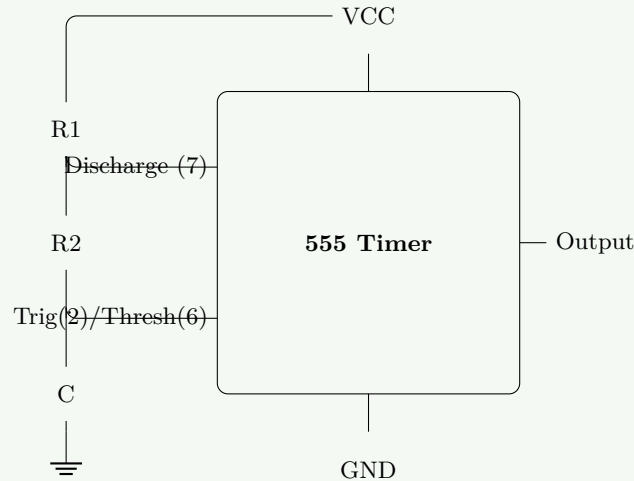 VCC
R1
Discharge (7)
R2
555 Timer
Output
Trig(2)/Thresh(6)
C
GND